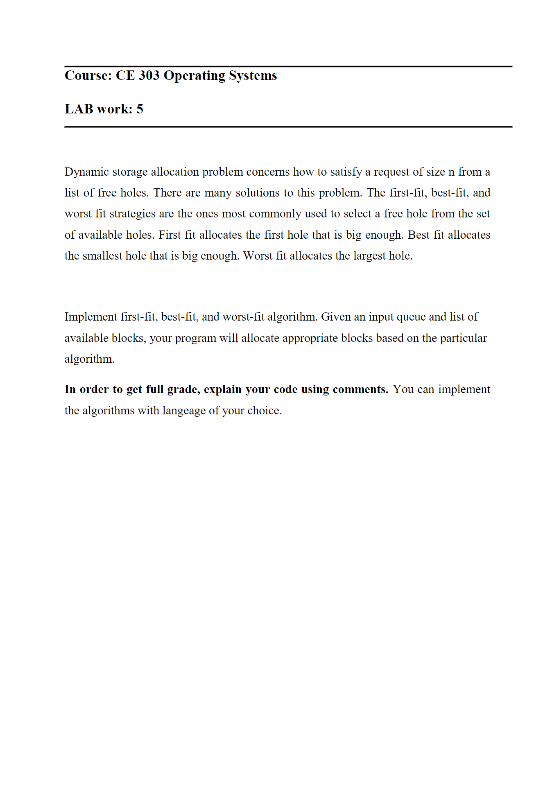 Course: CE 303 Operating Systems
LAB work: 5
Dynamic storage allocation problem concerns how to satisfy a request of size n from a
list of free holes. There are many solutions to this problem. The first-fit, best-fit, and
worst fit strategies are the ones most commonly used to select a free hole from the set
of available holes. First fit allocates the first hole that is big enough. Best fit allocates
the smallest hole that is big enough. Worst fit allocates the largest hole.
Implement first-fit, best-fit, and worst-fit algorithm. Given an input queue and list of
available blocks, your program will allocate appropriate blocks based on the particular
algorithm.
In order to get full grade, explain your code using comments. You can implement
the algorithms with langeage of your choice.